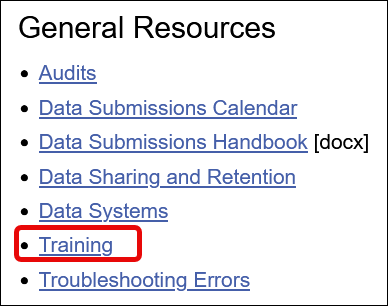 General Resources
• Audits
• Data Submissions Calendar
• Data Submissions Handbook [docx]
• Data Sharing and Retention
• Data Systems
• Training
• Troubleshooting Errors